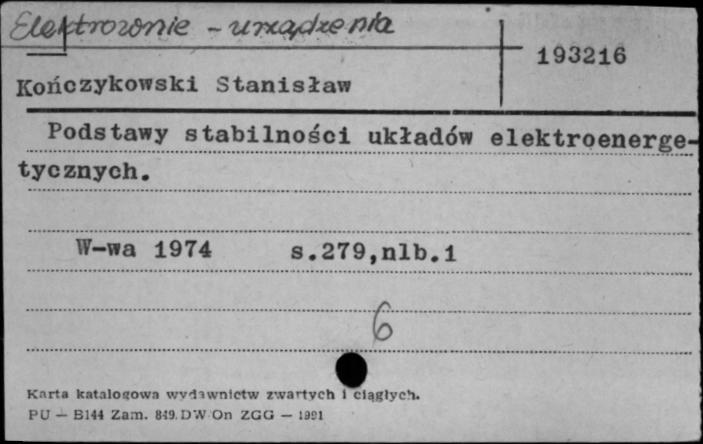 Elektrownie - urządzenia
193216
Kończykowski Stanisław
Podstawy stabilności układów elektroenerge-
tycznych.
W-wa 1974 s.279,nlb.1
6
Karta katalogowa wydawnictw zwartych i ciągłych.
PU — B144 Zam. 849.DW On ZGG — 1991